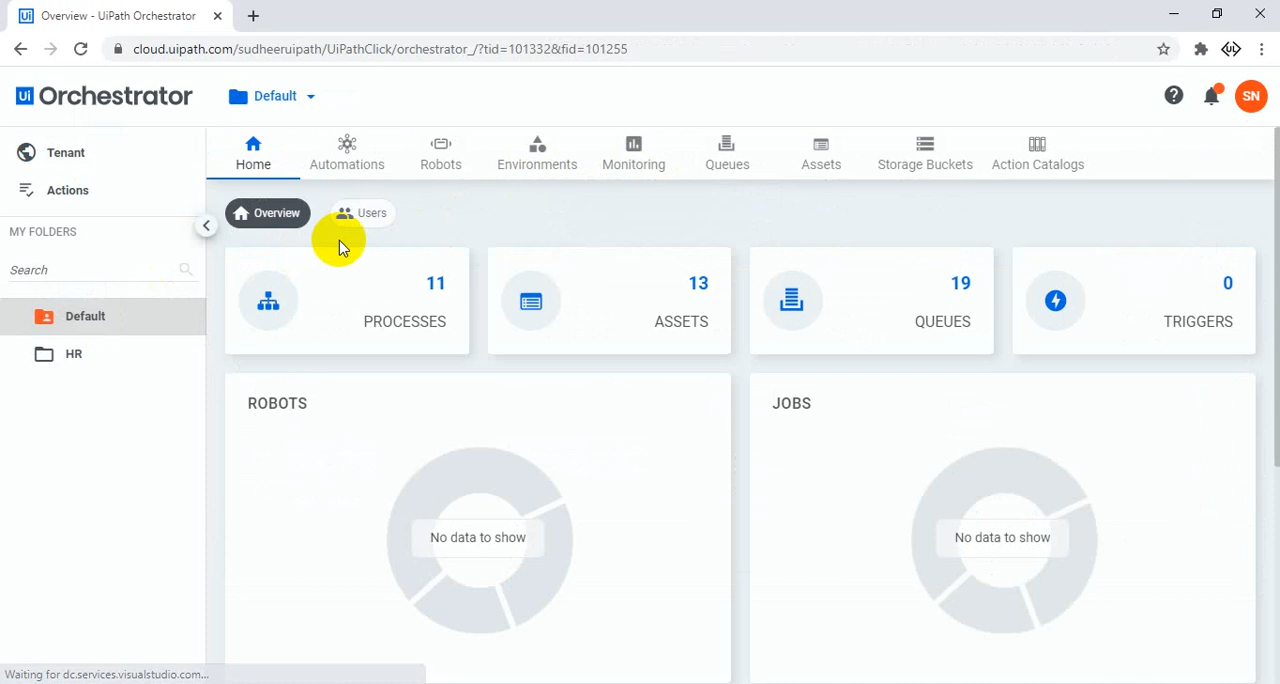 Overview - UiPath Orchestrator
cloud.uipath.com/sudheeruipath/UiPathClick/orchestrator_/?tid=101332&fid=101255
Ui Orchestrator
Default
SN
Tenant
Actions
MY FOLDERS
Search
Default
HR
Home
Automations
Robots
Environments
Monitoring
Queues
Assets
Storage Buckets
Action Catalogs
Overview
Users
11
PROCESSES
13
ASSETS
19
QUEUES
0
TRIGGERS
ROBOTS
No data to show
JOBS
No data to show
Waiting for dc.services.visualstudio.com...